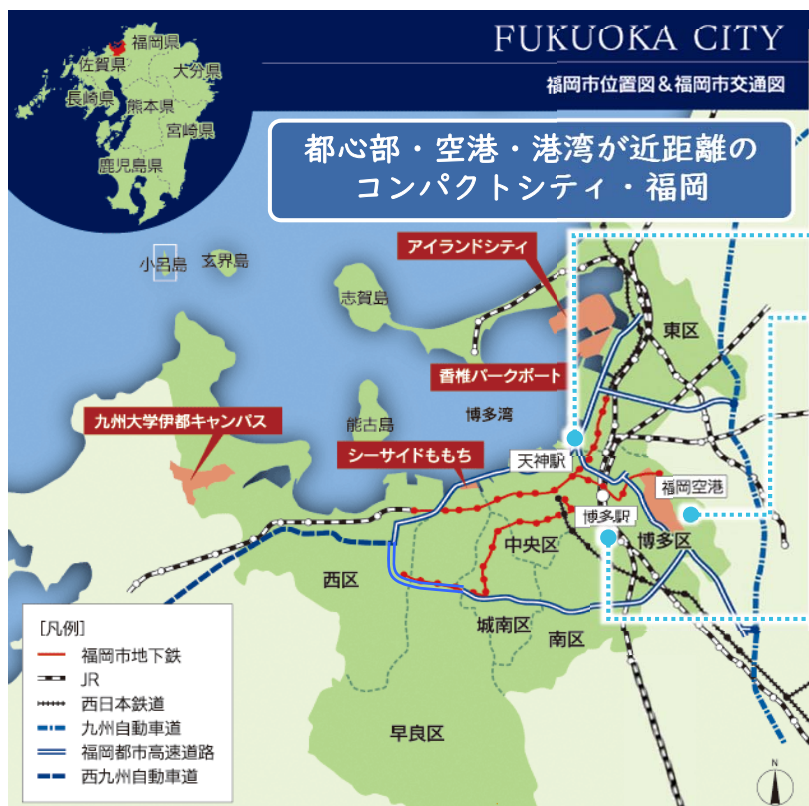 FUKUOKA CITY
福岡市位置図＆福岡市交通図
福岡県
佐賀県
大分県
長崎県
熊本県
宮崎県
鹿児島県
都心部・空港・港湾が近距離の
コンパクトシティ・福岡
アイランドシティ
小呂島
玄界島
志賀島
東区
香椎パークポート
九州大学伊都キャンパス
能古島
博多湾
シーサイドももち
天神駅
福岡空港
博多駅
中央区
博多区
西区
城南区
南区
早良区
[凡例]
福岡市地下鉄
JR
西日本鉄道
九州自動車道
福岡都市高速道路
西九州自動車道
N